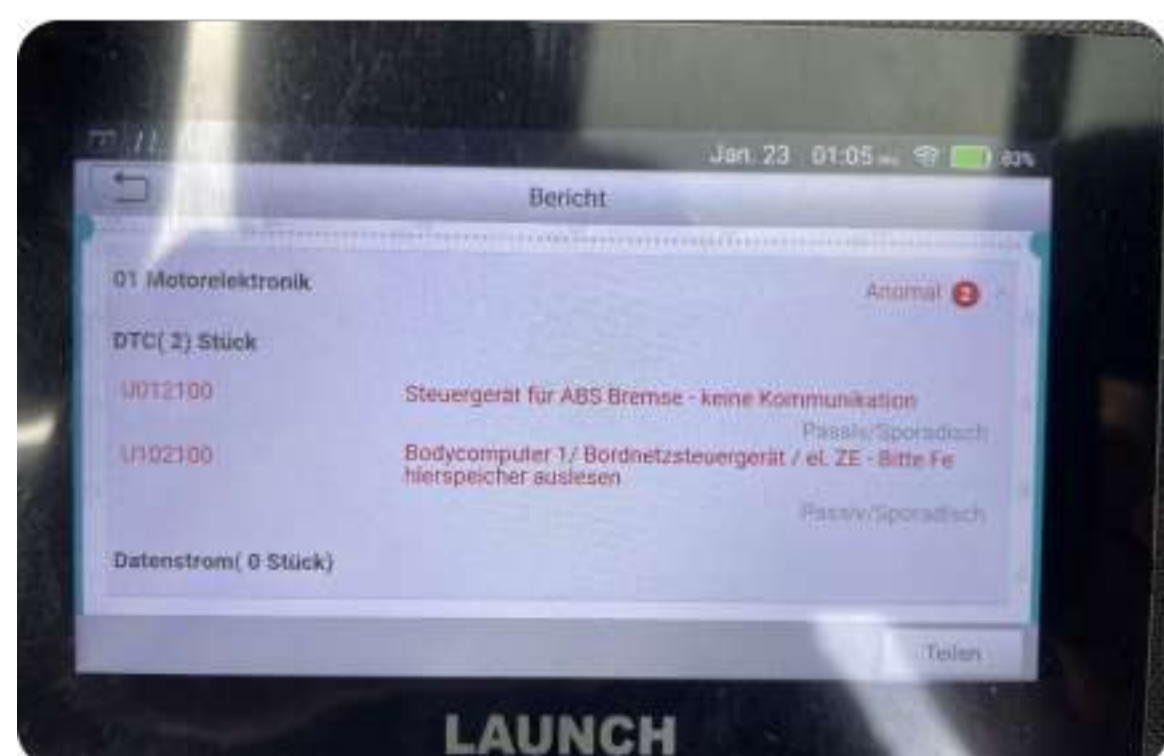 Jan. 23 01:05 83%
Bericht
01 Motorelektronik
Anomal 2
DTC( 2) Stück
U012100
Steuergerät für ABS Bremse - keine Kommunikation
Passiv/Sporadisch
U102100
Bodycomputer 1/ Bordnetzsteuergerät / el. ZE - Bitte Fe
hlerspeicher auslesen
Passiv/Sporadisch
Datenstrom( 0 Stück)
Teilen
LAUNCH